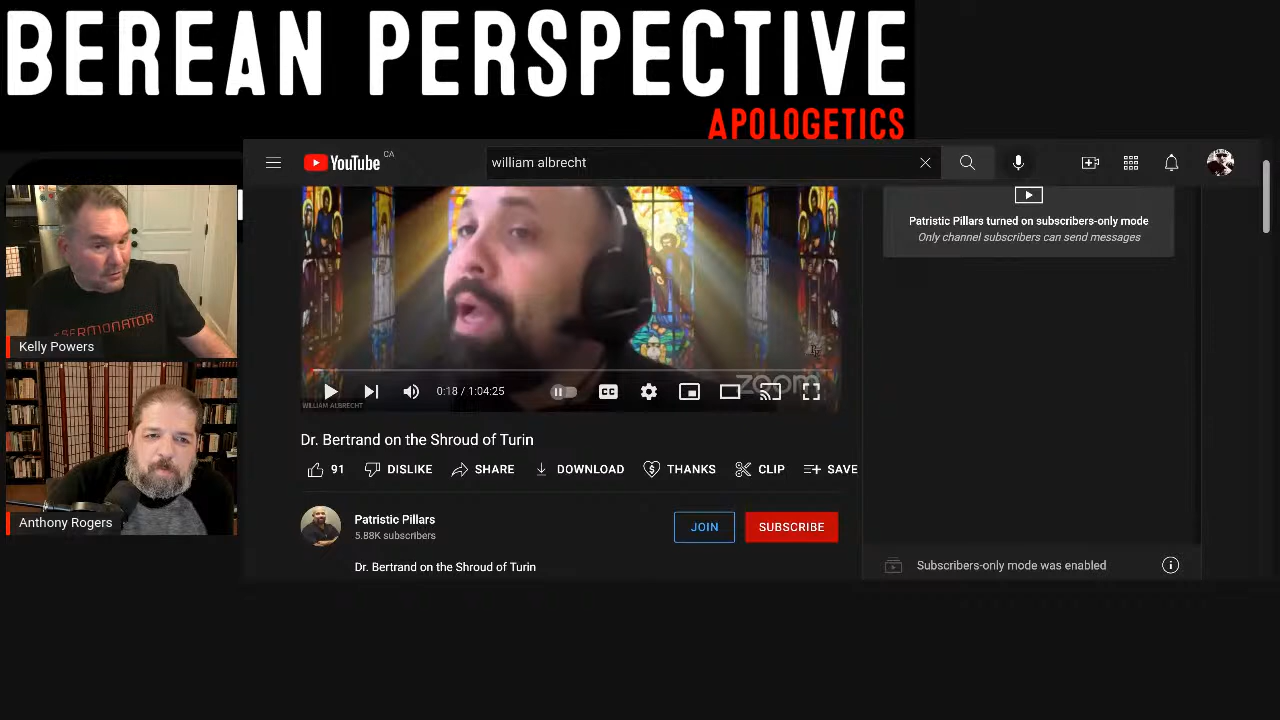 BEREAN PERSPECTIVE
APOLOGETICS
YouTube CA
william albrecht
Patristic Pillars turned on subscribers-only mode
Only channel subscribers can send messages
Kelly Powers
zoom
0:18 / 1:04:25
CC
WILLIAM ALBRECHT
Dr. Bertrand on the Shroud of Turin
91 DISLIKE SHARE DOWNLOAD THANKS CLIP SAVE
Anthony Rogers
Patristic Pillars
5.88K subscribers
JOIN
SUBSCRIBE
Dr. Bertrand on the Shroud of Turin
Subscribers-only mode was enabled